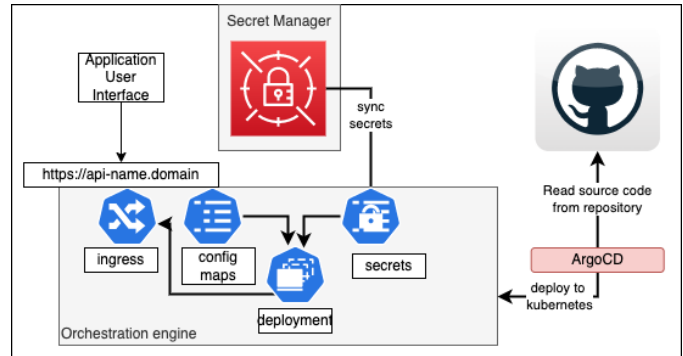 Secret Manager
Application
User
Interface
sync
secrets
https://api-name.domain
Read source code
from repository
ingress
config
maps
secrets
ArgoCD
deploy to
kubernetes
deployment
Orchestration engine